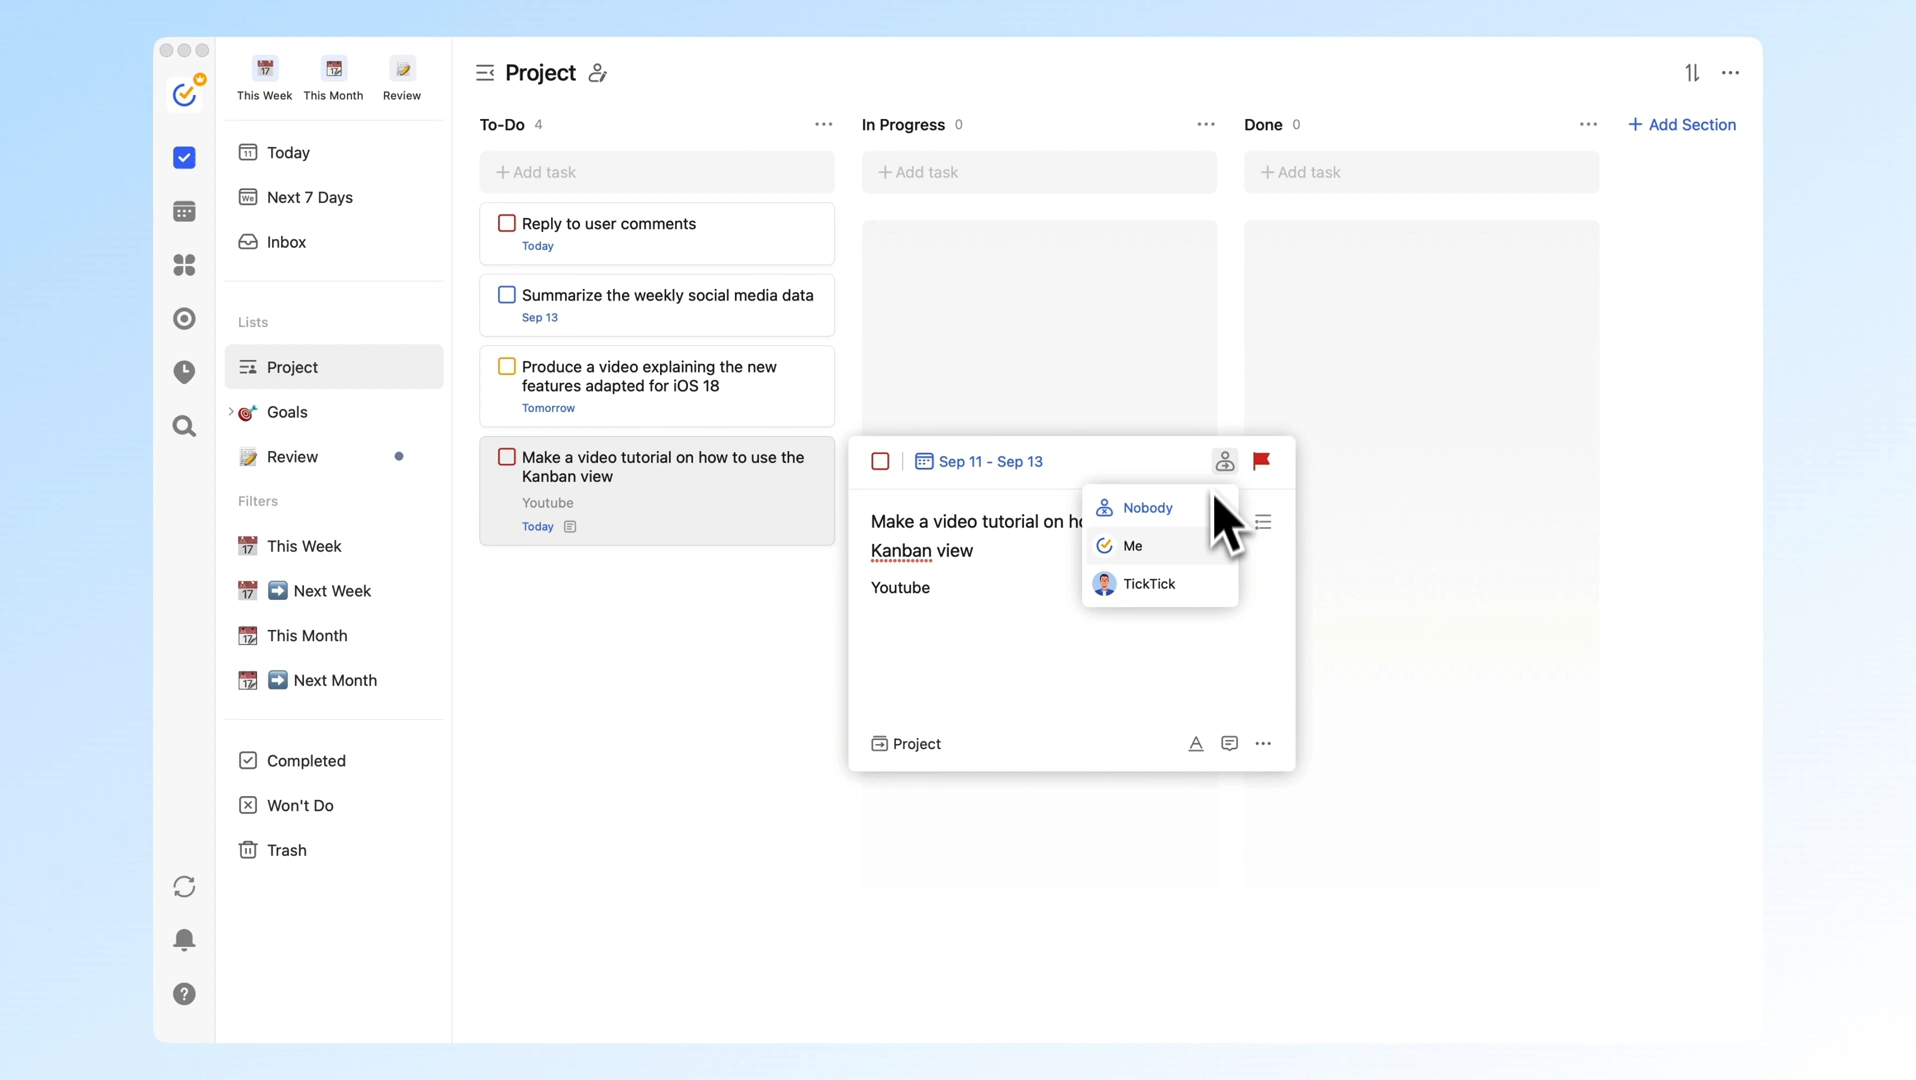 This Week
This Month
Review
Today
Next 7 Days
Inbox
Lists
Project
Goals
Review
Filters
This Week
Next Week
This Month
Next Month
Completed
Won't Do
Trash
Project
To-Do 4
+ Add task
Reply to user comments
Today
Summarize the weekly social media data
Sep 13
Produce a video explaining the new
features adapted for iOS 18
Tomorrow
Make a video tutorial on how to use the
Kanban view
Youtube
Today
In Progress 0
+ Add task
Done 0
+ Add task
+ Add Section
Sep 11 - Sep 13
Make a video tutorial on
Kanban view
Youtube
Nobody
Me
TickTick
Project